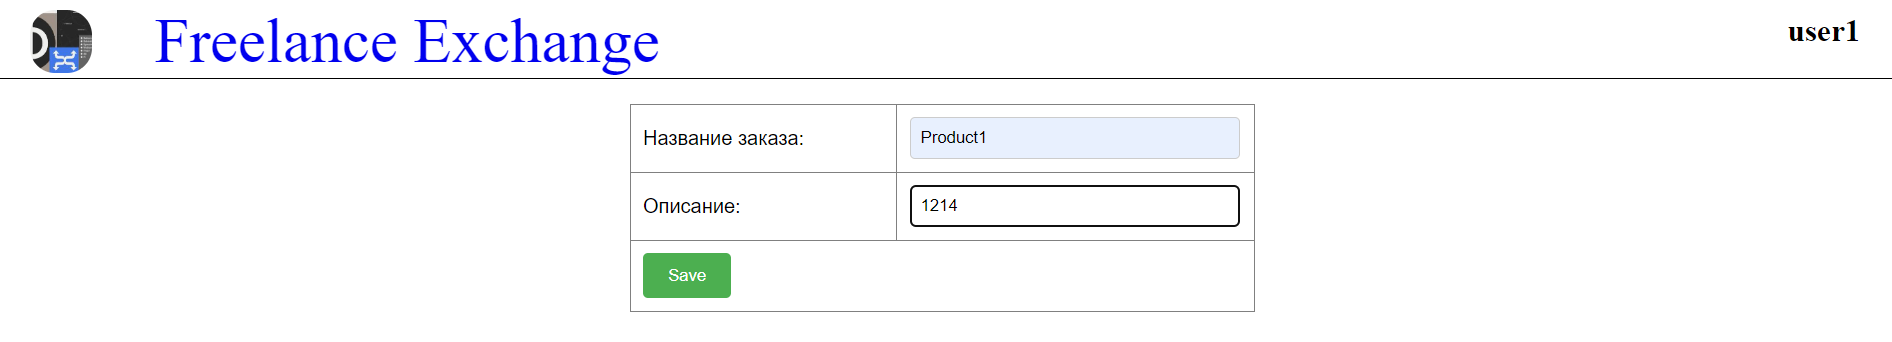 Freelance Exchange
user1
Название заказа:
Product1
Описание:
1214
Save